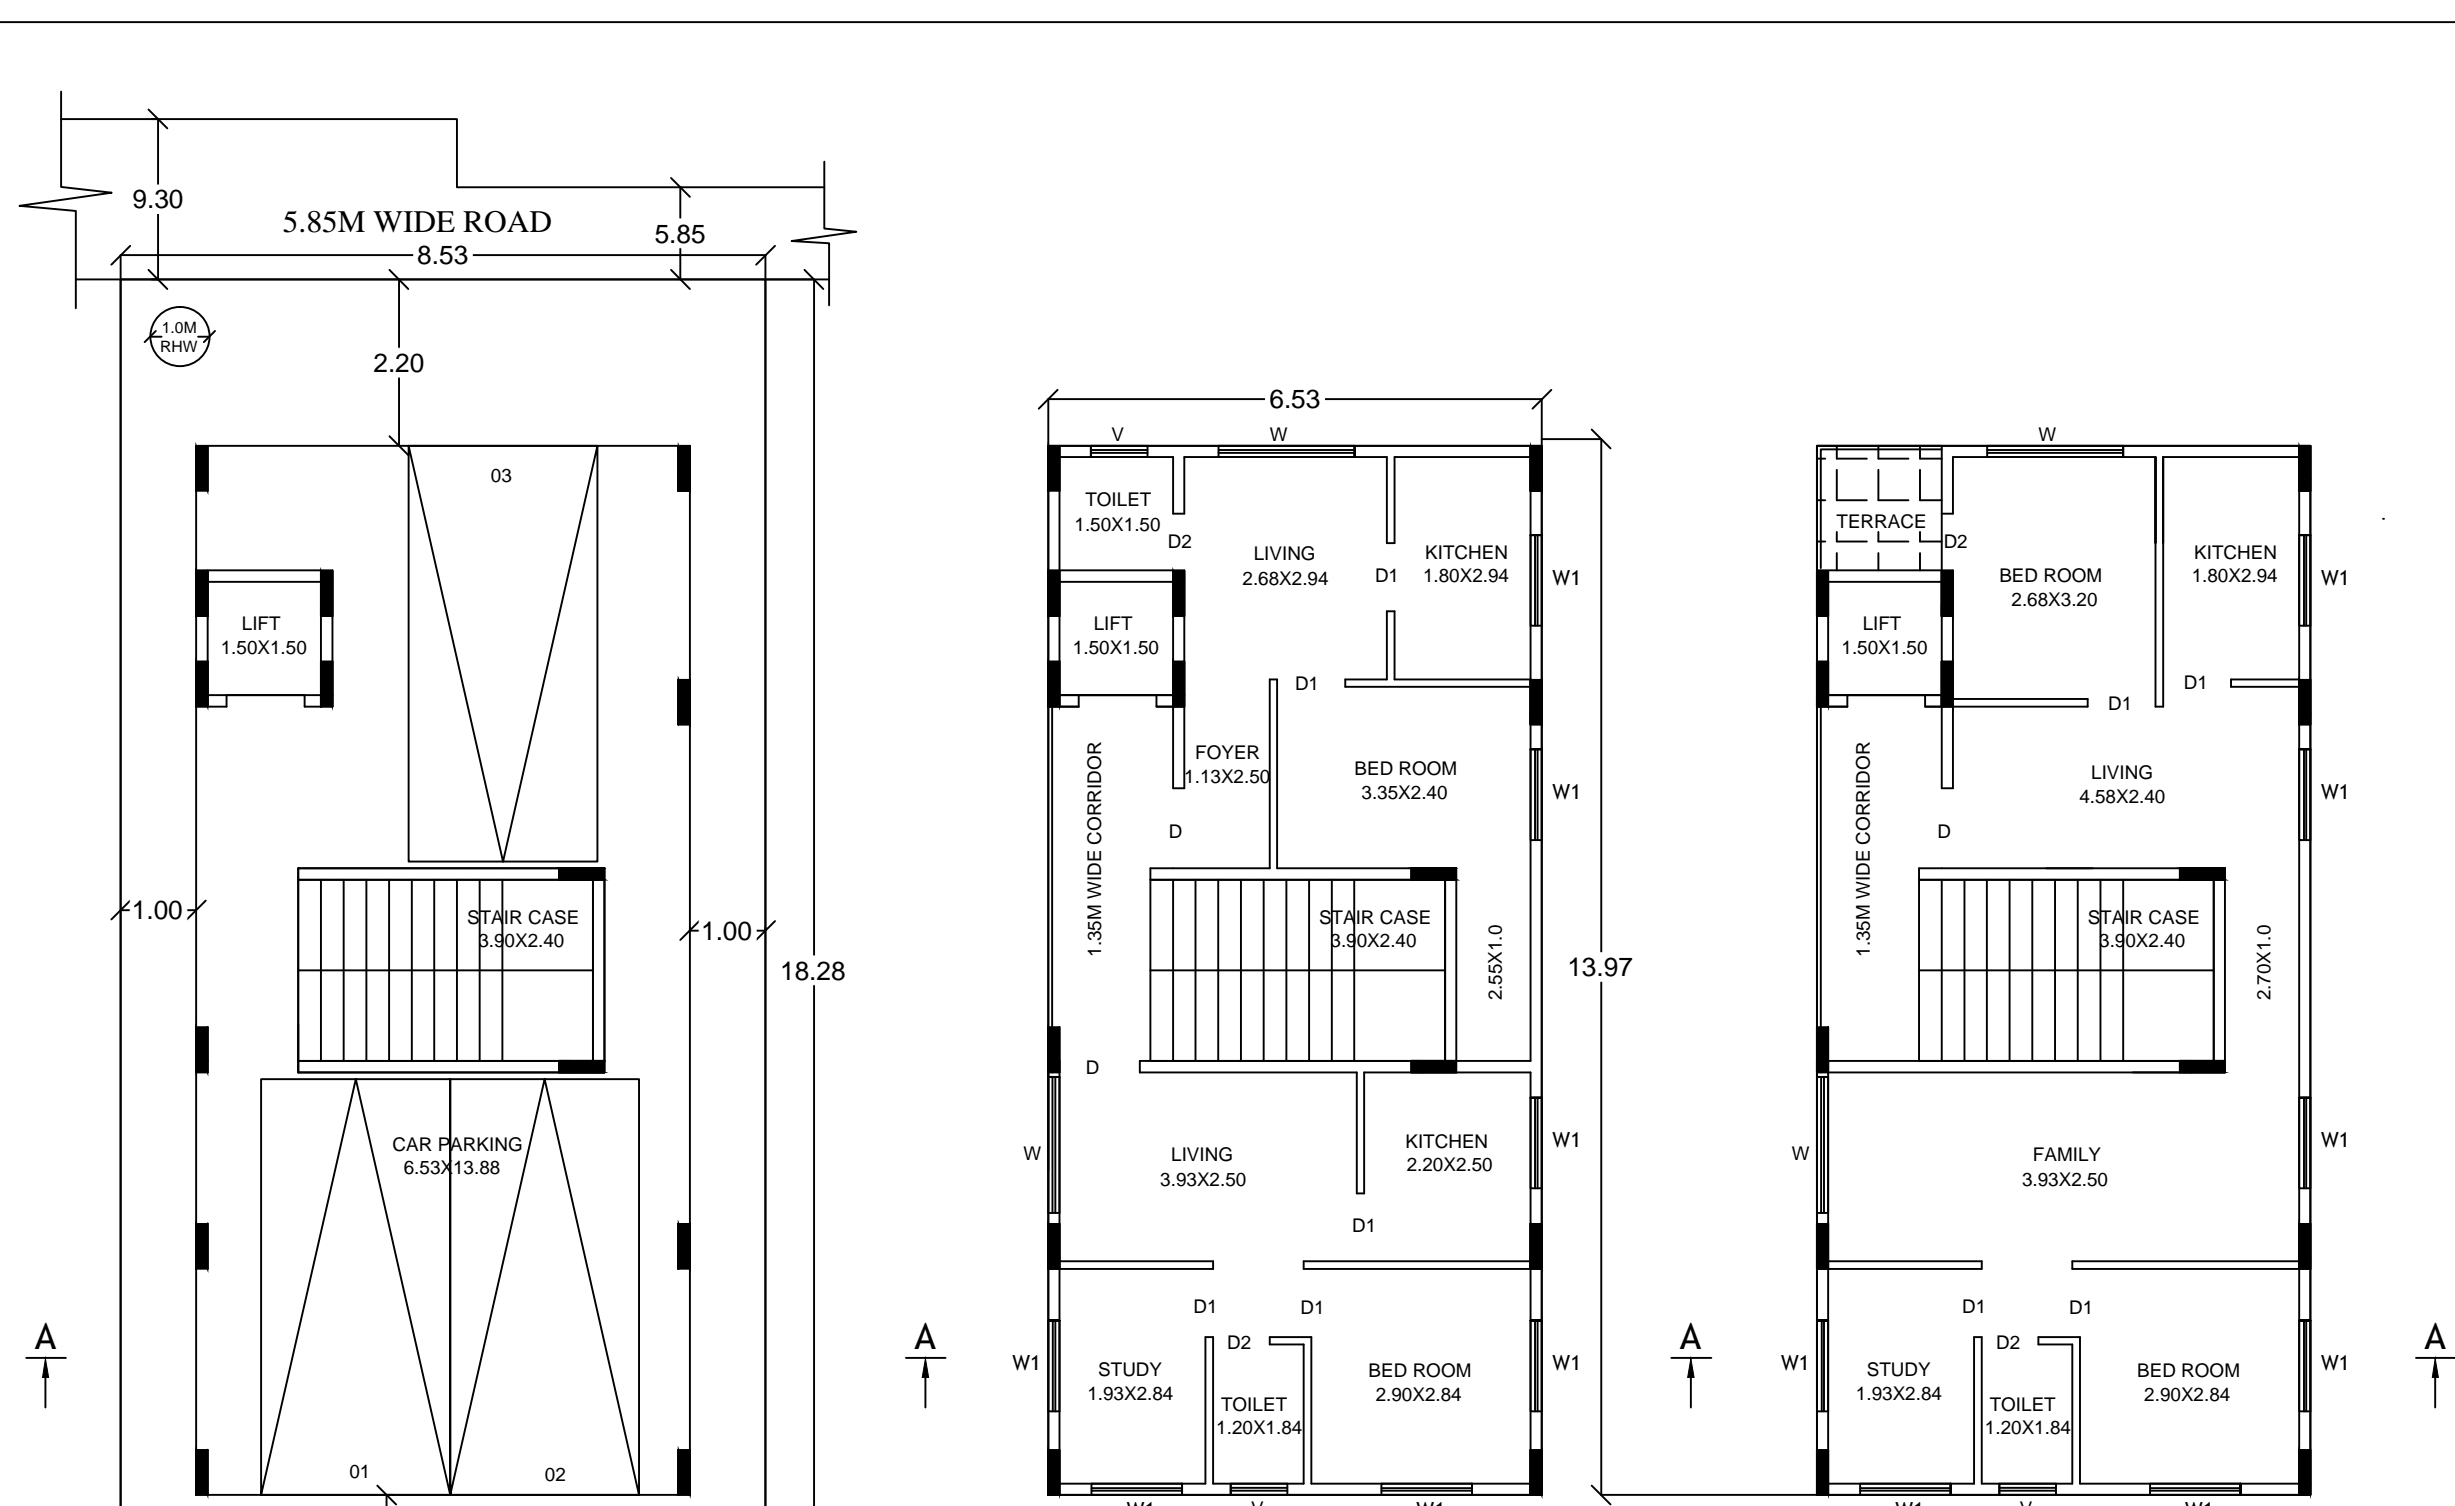 9.30
5.85M WIDE ROAD
5.85
8.53
1.0M
RHW
2.20
03
LIFT
1.50X1.50
STAIR CASE
3.90X2.40
1.00
1.00
18.28
CAR PARKING
6.53X13.88
01
02
A
6.53
V
W
TOILET
1.50X1.50
D2
LIVING
2.68X2.94
D1
KITCHEN
1.80X2.94
W1
LIFT
1.50X1.50
D1
FOYER
1.13X2.50
BED ROOM
3.35X2.40
W1
1.35M WIDE CORRIDOR
D
STAIR CASE
3.90X2.40
2.55X1.0
13.97
D
W
LIVING
3.93X2.50
KITCHEN
2.20X2.50
W1
D1
D1
D1
D2
A
W1
STUDY
1.93X2.84
TOILET
1.20X1.84
BED ROOM
2.90X2.84
W1
W1
V
W1
W
TERRACE
D2
BED ROOM
2.68X3.20
KITCHEN
1.80X2.94
W1
LIFT
1.50X1.50
D1
D1
LIVING
4.58X2.40
W1
1.35M WIDE CORRIDOR
D
STAIR CASE
3.90X2.40
2.70X1.0
W
FAMILY
3.93X2.50
W1
D1
D1
D2
A
W1
STUDY
1.93X2.84
TOILET
1.20X1.84
BED ROOM
2.90X2.84
W1
A
W1
V
W1